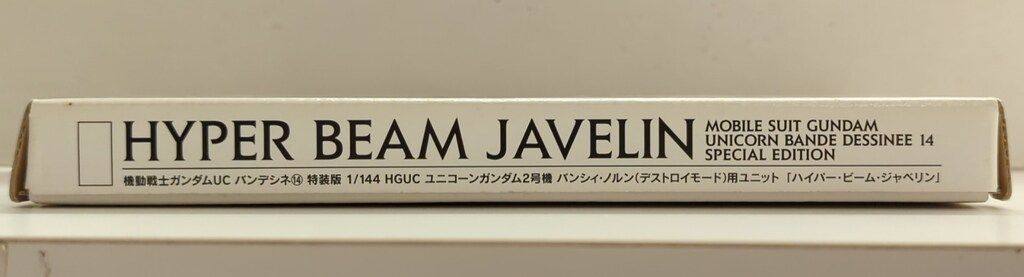 HYPER BEAM JAVELIN
MOBILE SUIT GUNDAM
UNICORN BANDE DESSINEE 14
SPECIAL EDITION
機動戦士ガンダムUC バンデシネ⑭ 特装版 1/144 HGUC ユニコーンガンダム2号機 バンシィ・ノルン(デストロイモード)用ユニット「ハイパー・ビーム・ジャベリン」